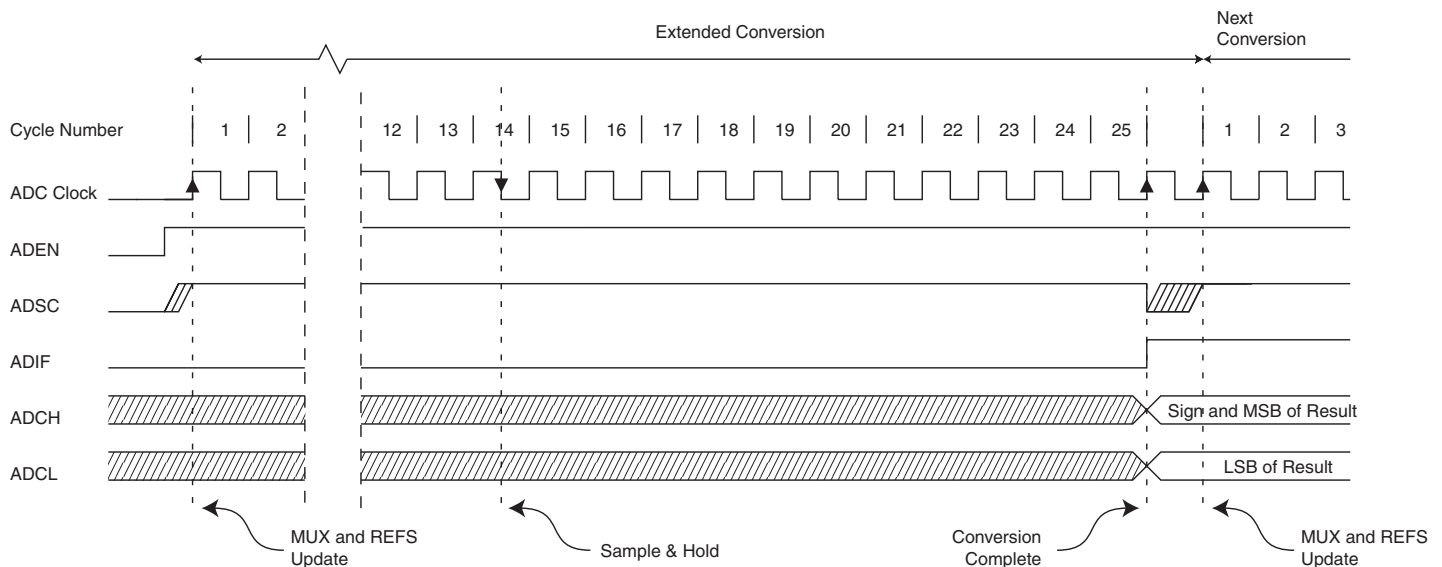 Extended Conversion
Next
Conversion
Cycle Number 1 2 12 13 14 15 16 17 18 19 20 21 22 23 24 25 1 2 3
ADC Clock
ADEN
ADSC
ADIF
ADCH Sign and MSB of Result
ADCL LSB of Result
MUX and REFS
Update
Sample & Hold
Conversion
Complete
MUX and REFS
Update